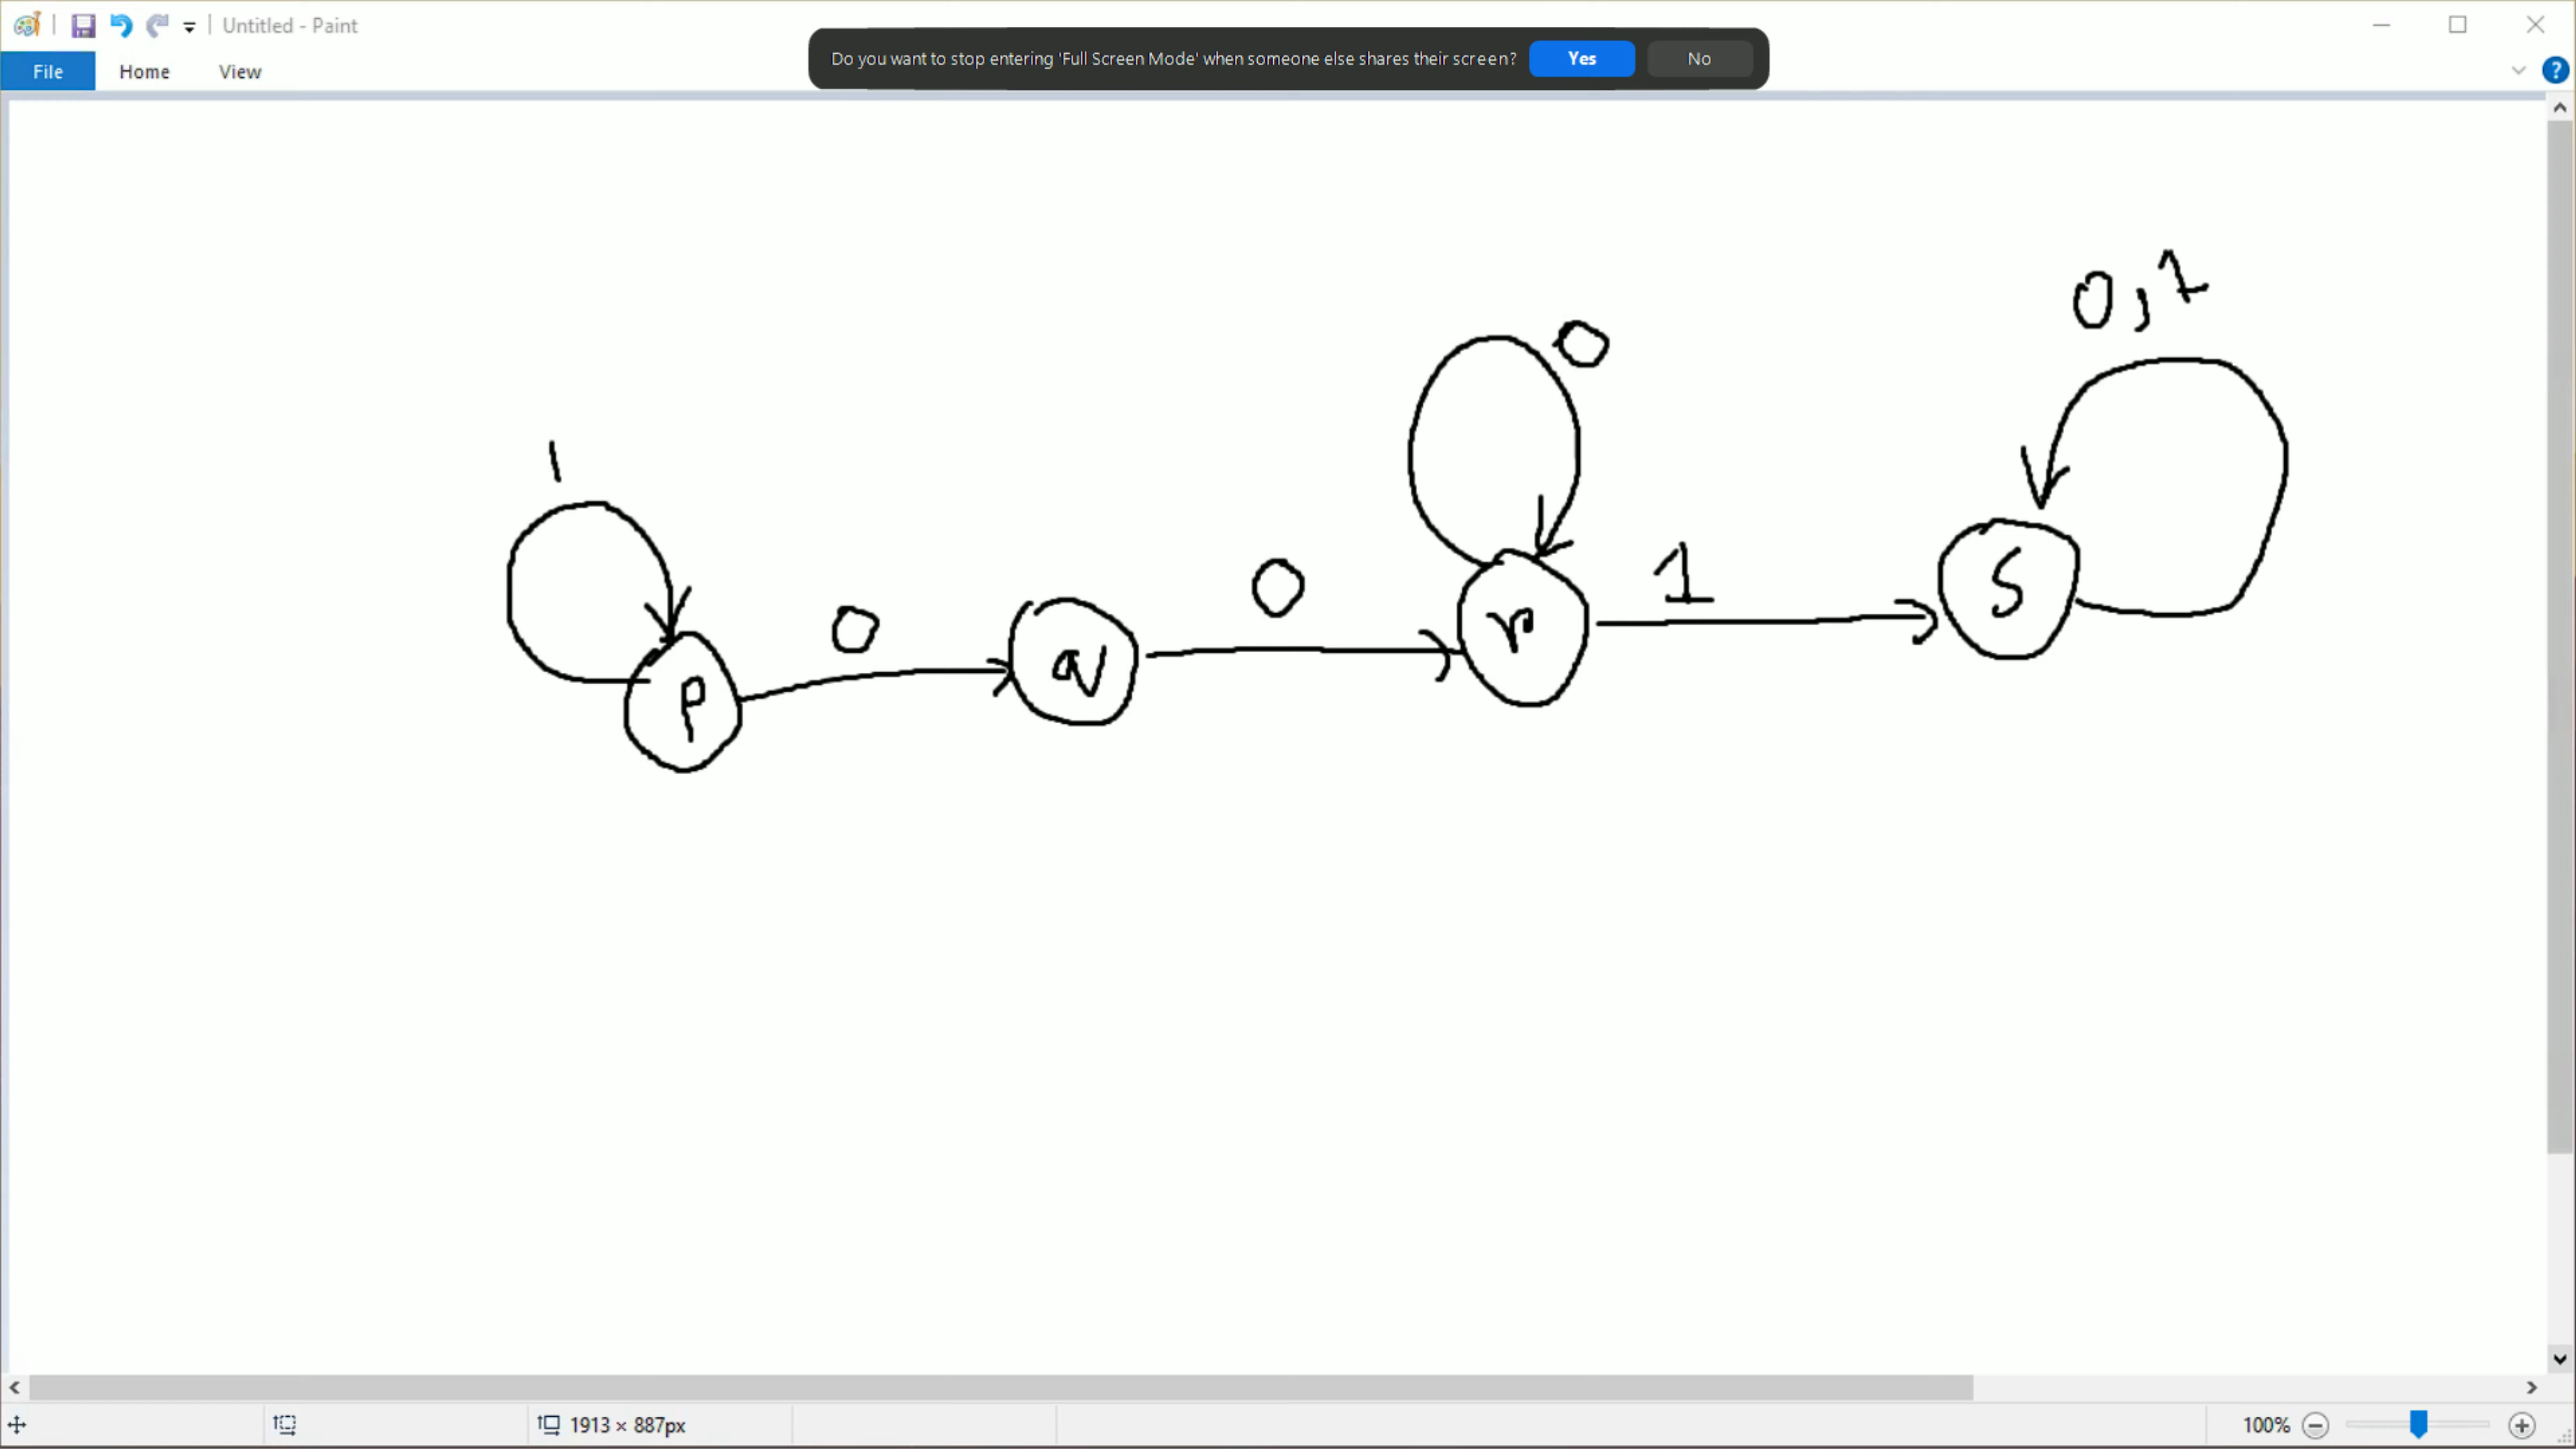 Untitled - Paint
Do you want to stop entering 'Full Screen Mode' when someone else shares their screen? Yes No
File Home View
0,1
0
1
0
0
1
p
q
r
s
1913 × 887px
100%